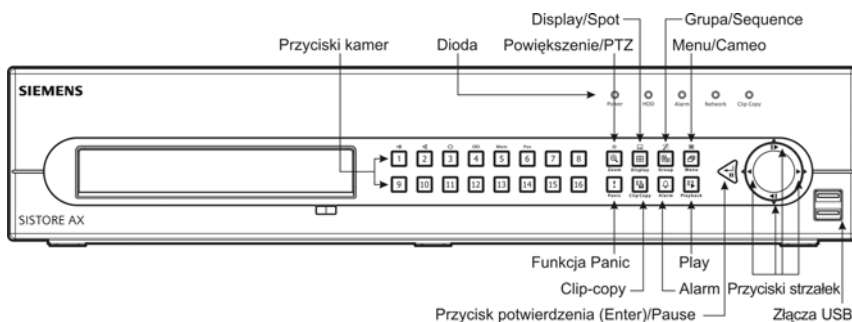 Display/Spot
Grupa/Sequence
Przyciski kamer
Dioda
Powiększenie/PTZ
Menu/Cameo
SIEMENS
Power
HDD
Alarm
Network
Clip Copy
1
2
3
4
5
6
7
8
Zoom
Display
Group
Menu
9
10
11
12
13
14
15
16
Panic
ClipCopy
Alarm
Playback
SISTORE AX
Funkcja Panic
Play
Clip-copy
Alarm
Przyciski strzałek
Przycisk potwierdzenia (Enter)/Pause
Złącza USB